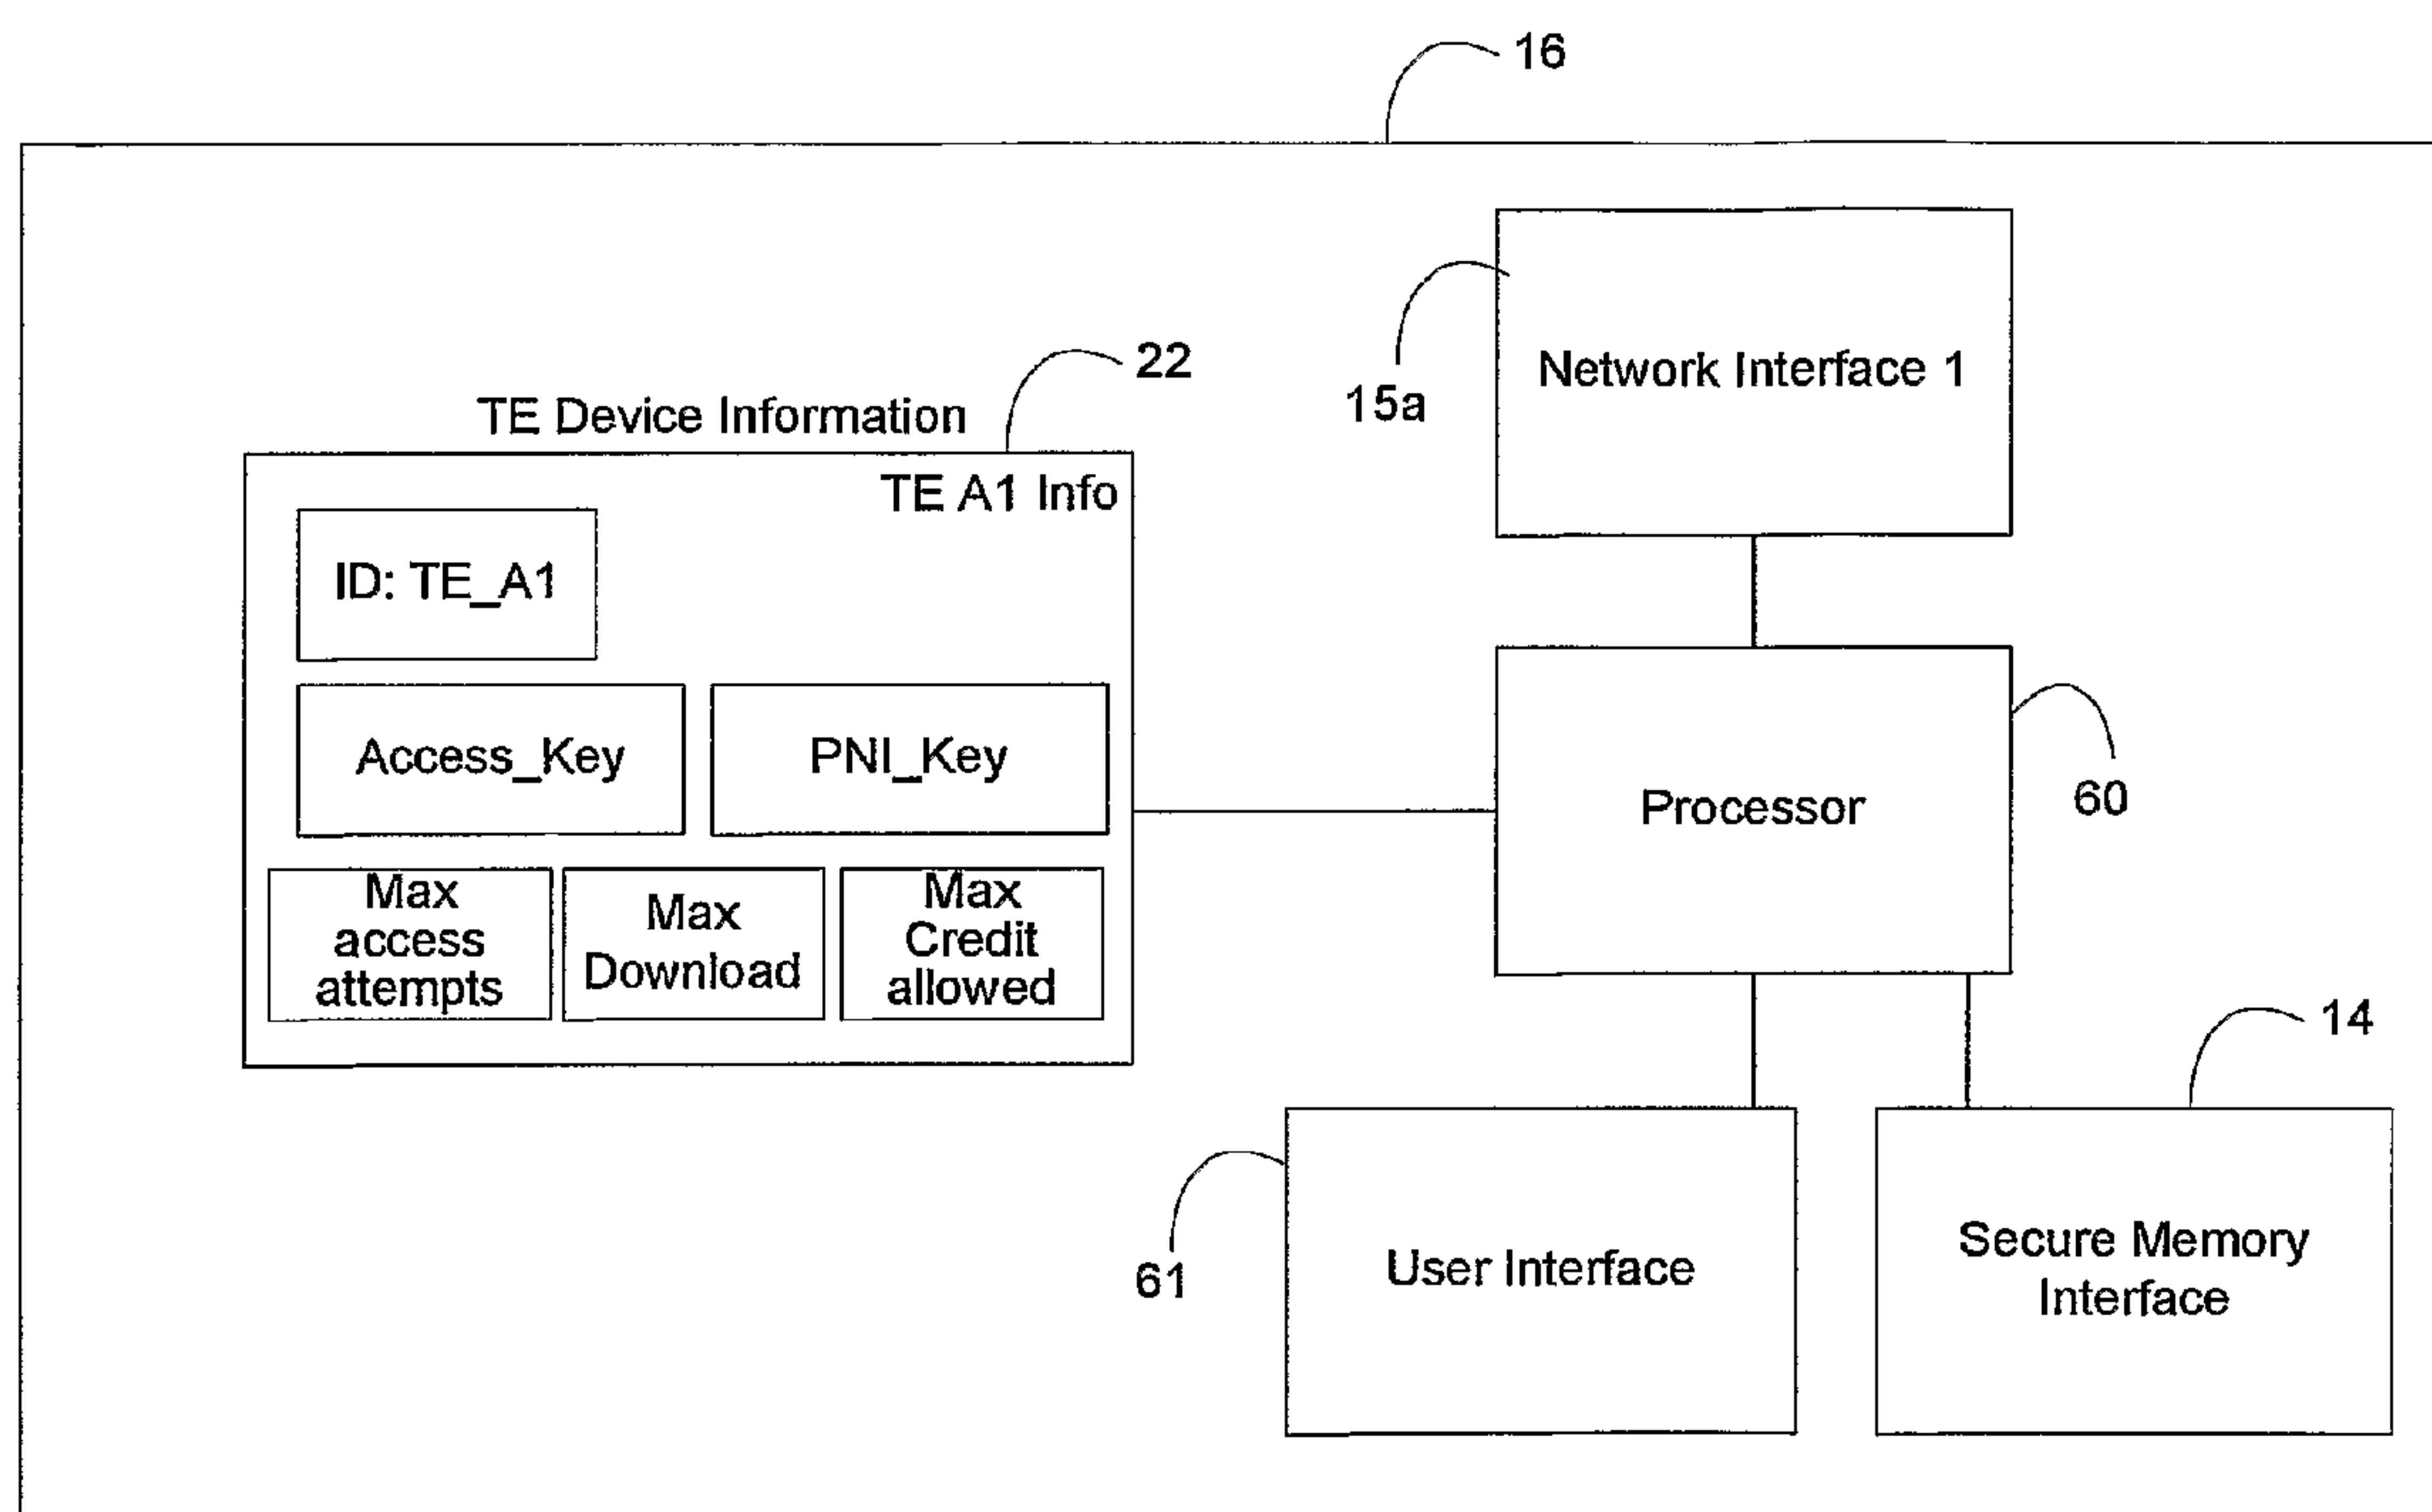 16
Network Interface 1
15a
22
TE Device Information
TE A1 Info
ID: TE_A1
Access_Key
PNI_Key
Processor
60
Max
access
attempts
Max
Download
Max
Credit
allowed
14
61
User Interface
Secure Memory
Interface